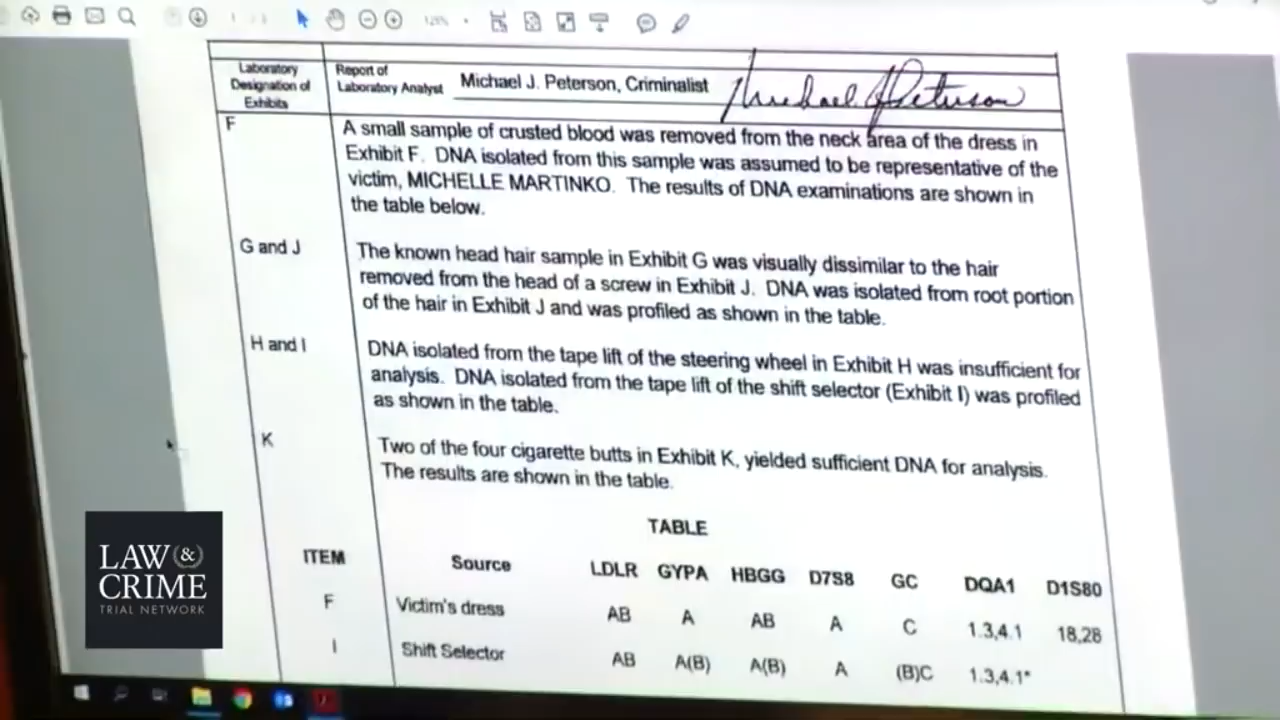 Laboratory
Designation of
Exhibits
Report of
Laboratory Analyst
Michael J. Peterson, Criminalist
Michael J Peterson
F
A small sample of crusted blood was removed from the neck area of the dress in
Exhibit F. DNA isolated from this sample was assumed to be representative of the
victim, MICHELLE MARTINKO. The results of DNA examinations are shown in
the table below.
G and J
The known head hair sample in Exhibit G was visually dissimilar to the hair
removed from the head of a screw in Exhibit J. DNA was isolated from root portion
of the hair in Exhibit J and was profiled as shown in the table.
H and I
DNA isolated from the tape lift of the steering wheel in Exhibit H was insufficient for
analysis. DNA isolated from the tape lift of the shift selector (Exhibit I) was profiled
as shown in the table.
K
Two of the four cigarette butts in Exhibit K, yielded sufficient DNA for analysis.
The results are shown in the table.
TABLE
ITEM Source LDLR GYPA HBGG D7S8 GC DQA1 D1S80
F Victim's dress AB A AB A C 1.3,4.1 18,28
I Shift Selector AB A(B) A(B) A (B)C 1.3,4.1*
LAW &
CRIME
TRIAL NETWORK